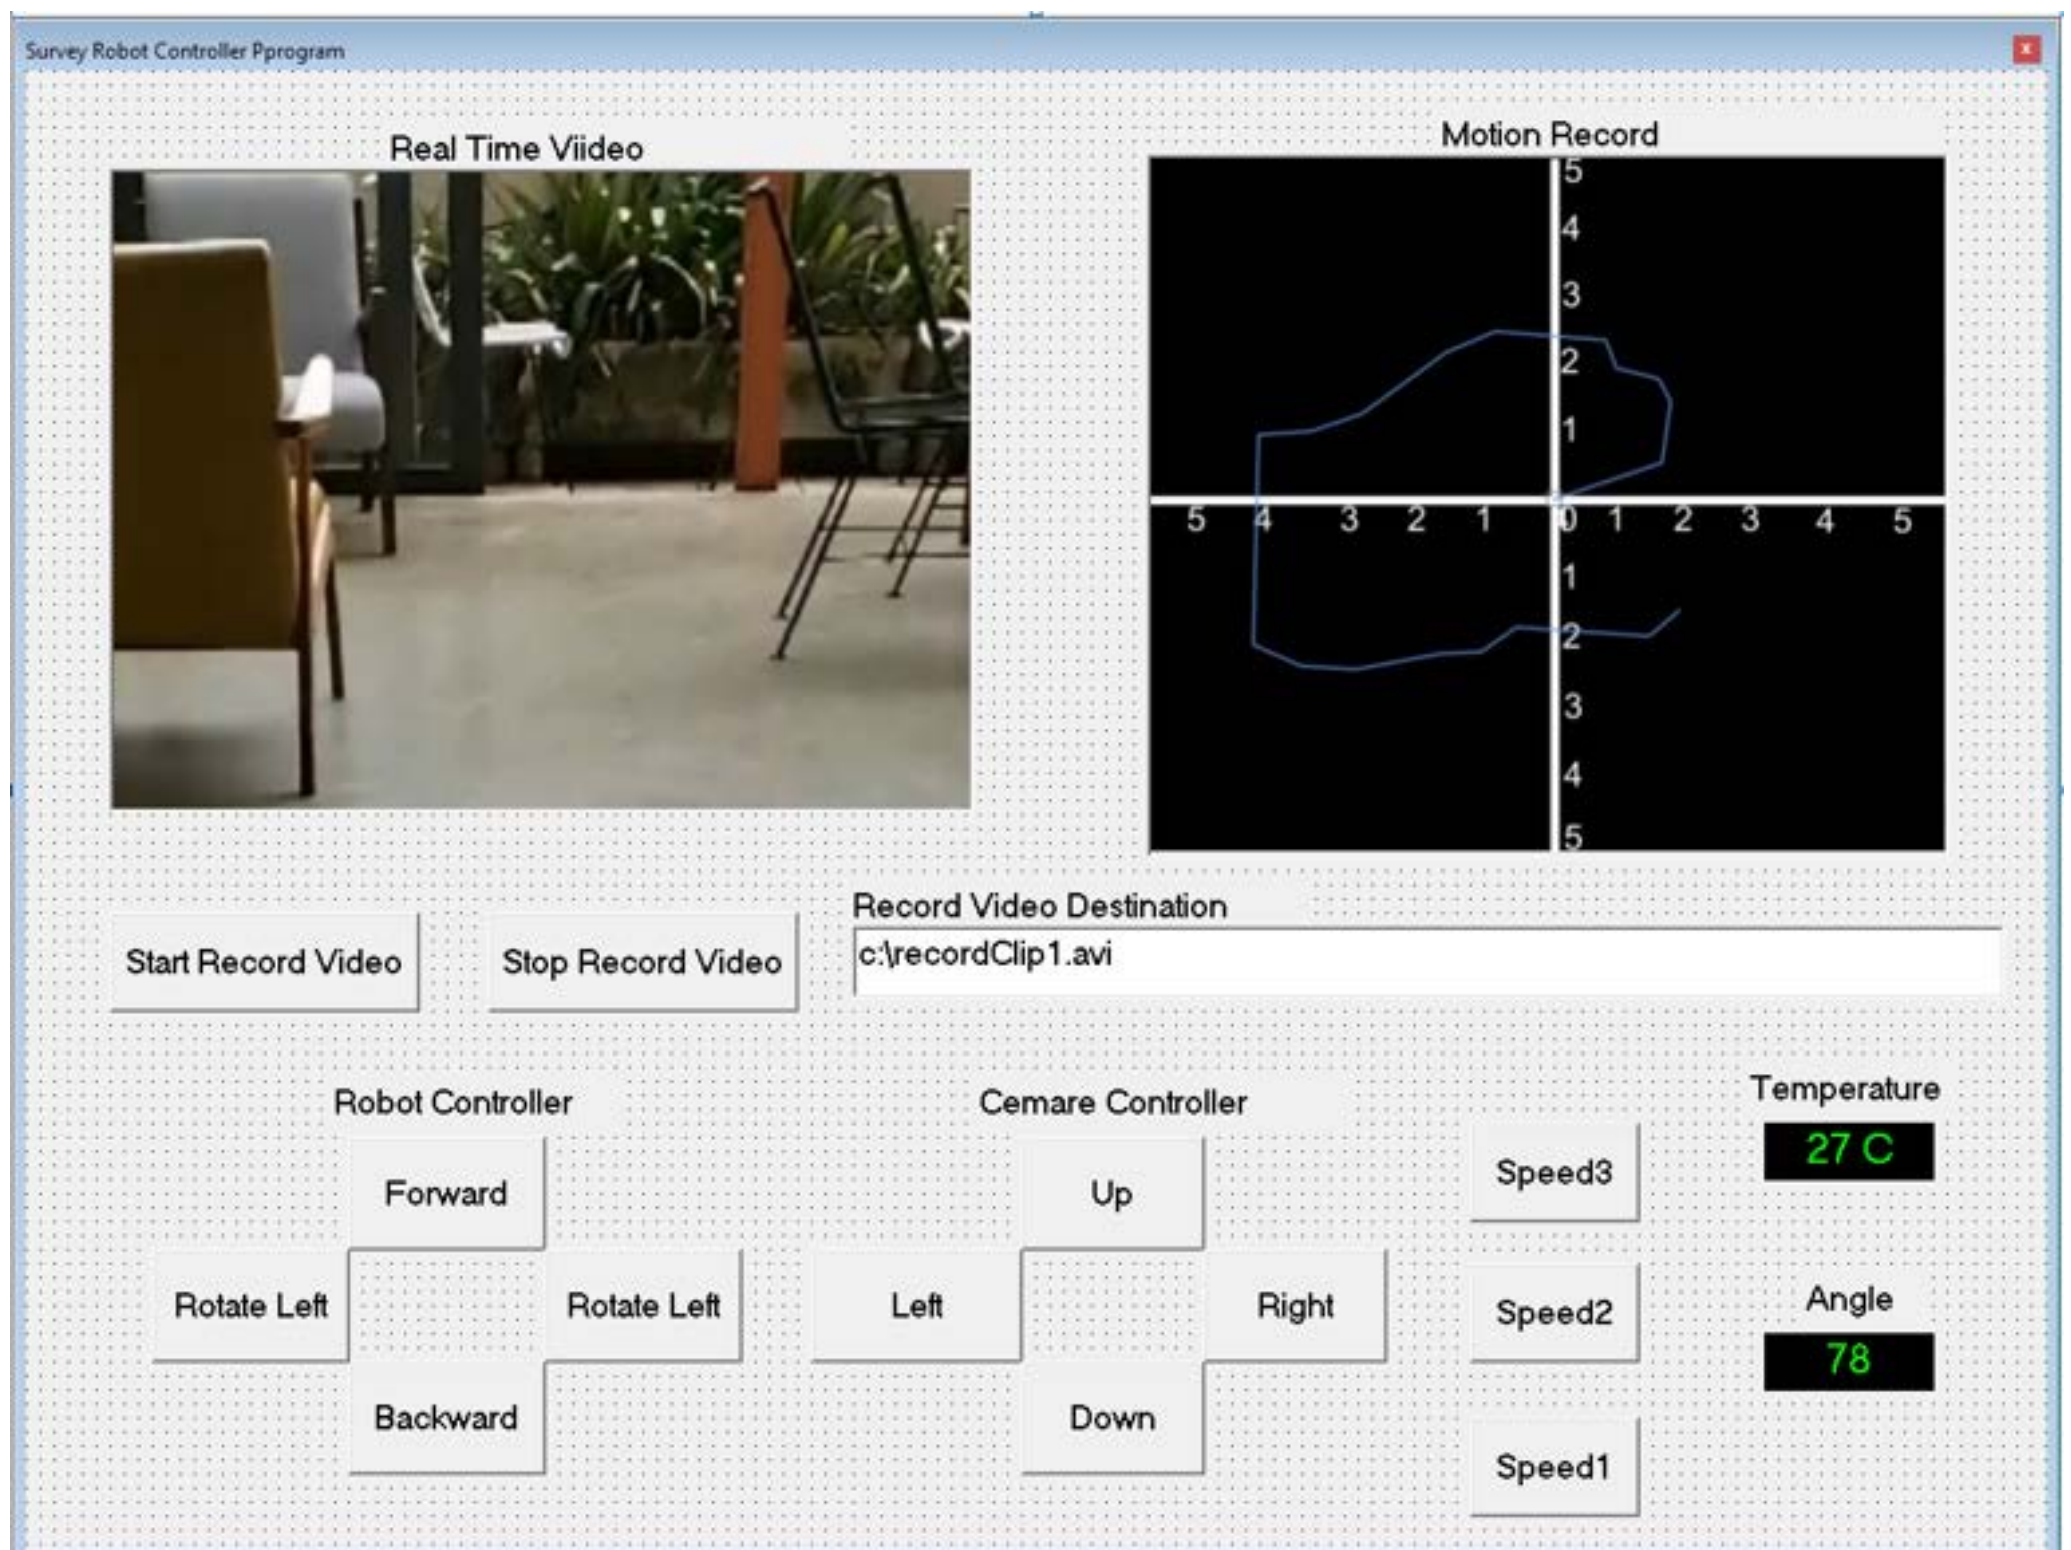 Survey Robot Controller Pprogram
x
Real Time Viideo
Motion Record
5
4
3
2
1
5 4 3 2 1 0 1 2 3 4 5
1
2
3
4
5
Record Video Destination
Start Record Video
Stop Record Video
c:\recordClip1.avi
Robot Controller
Cemare Controller
Temperature
Forward
Up
Speed3
27 C
Rotate Left
Rotate Left
Left
Right
Speed2
Angle
78
Backward
Down
Speed1